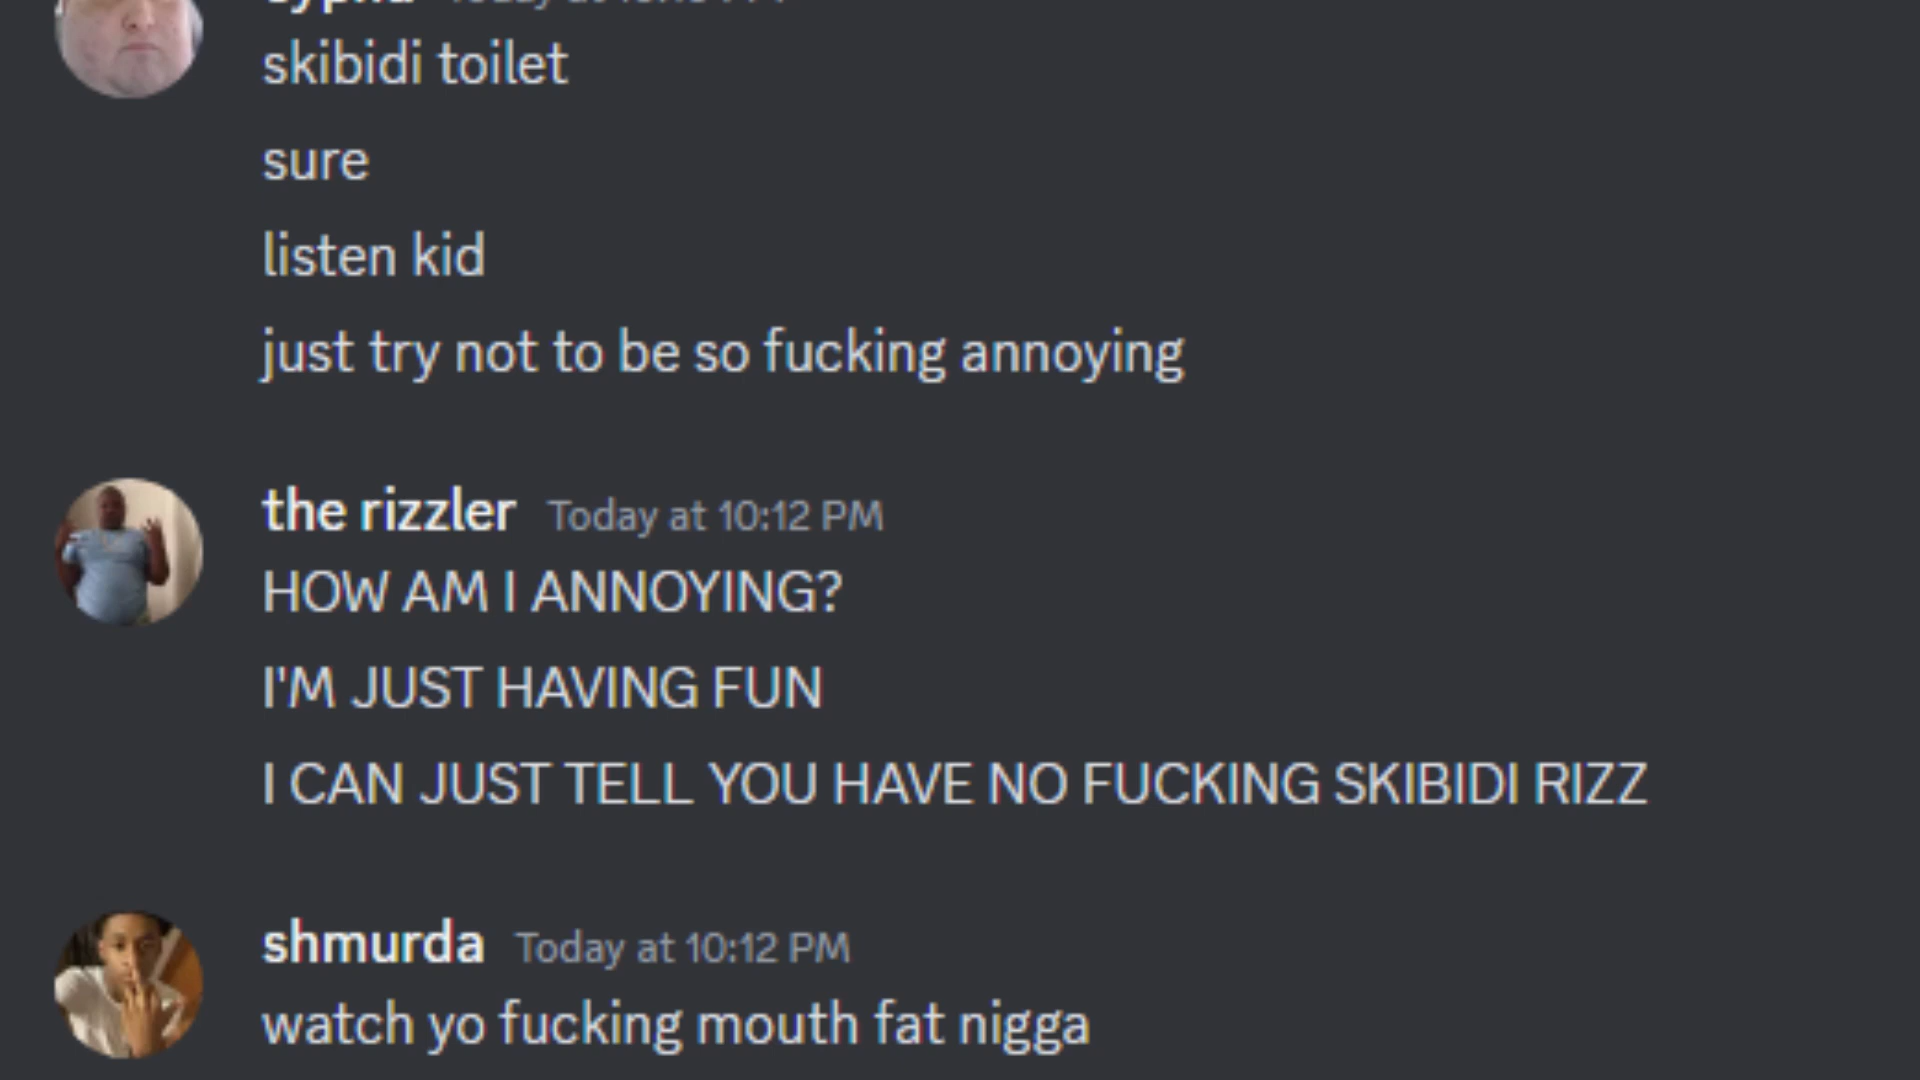 skibidi toilet
sure
listen kid
just try not to be so fucking annoying
the rizzler Today at 10:12 PM
HOW AM I ANNOYING?
I'M JUST HAVING FUN
I CAN JUST TELL YOU HAVE NO FUCKING SKIBIDI RIZZ
shmurda Today at 10:12 PM
watch yo fucking mouth fat nigga